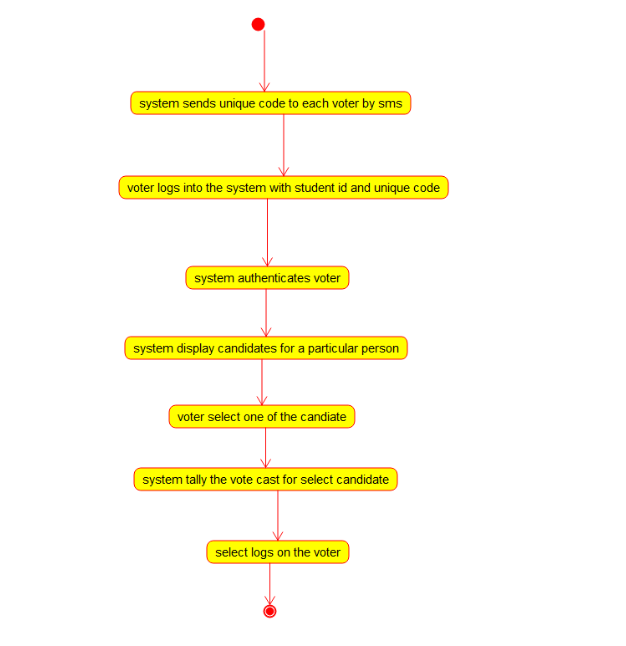 system sends unique code to each voter by sms
voter logs into the system with student id and unique code
system authenticates voter
system display candidates for a particular person
voter select one of the candiate
system tally the vote cast for select candidate
select logs on the voter